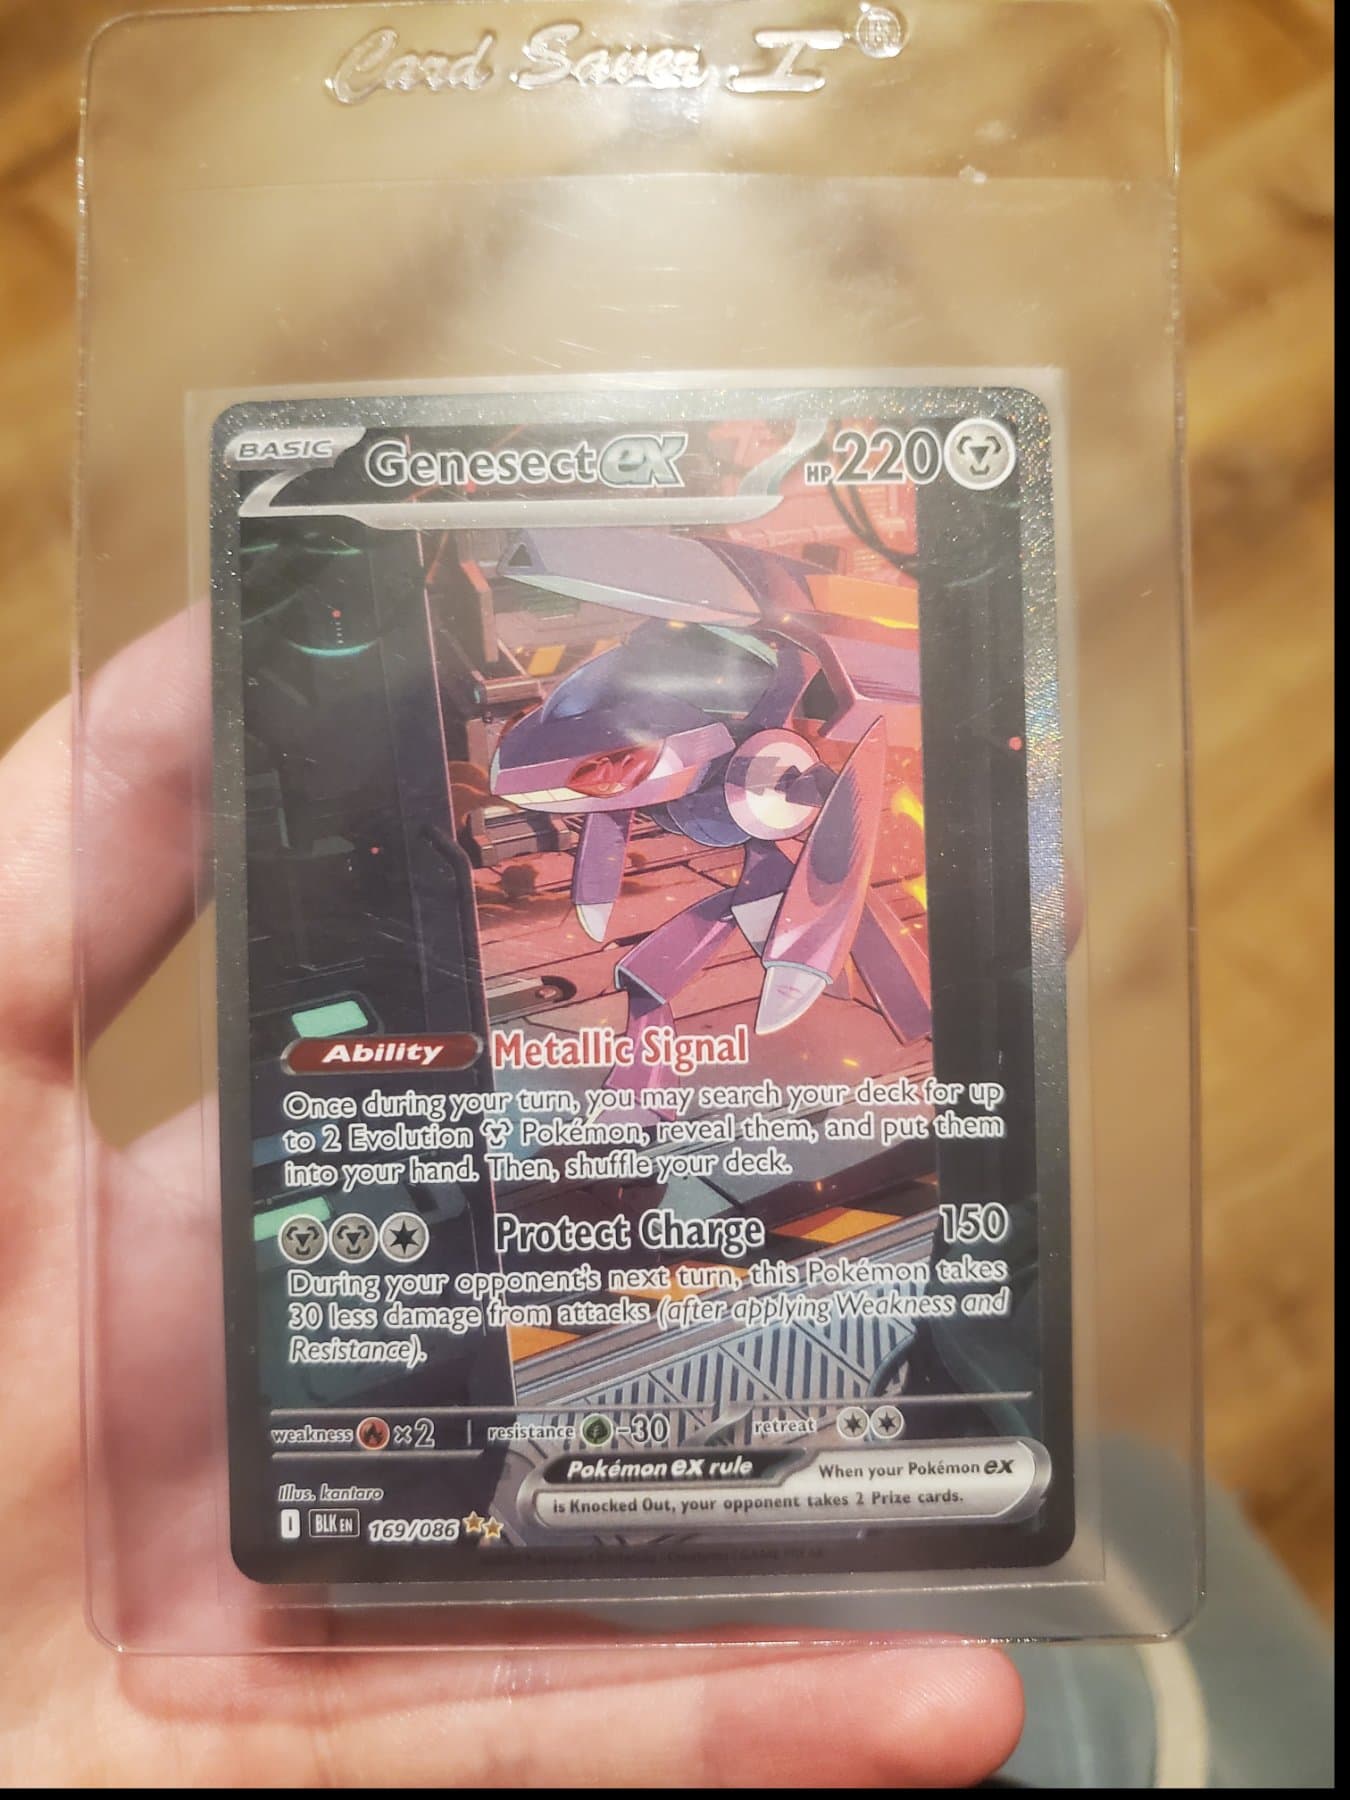 Card Saver I ®
BASIC Genesect ex HP 220
Ability Metallic Signal
Once during your turn, you may search your deck for up
to 2 Evolution Pokémon, reveal them, and put them
into your hand. Then, shuffle your deck.
Protect Charge 150
During your opponent's next turn, this Pokémon takes
30 less damage from attacks (after applying Weakness and
Resistance).
weakness ×2 resistance -30 retreat
Pokémon ex rule When your Pokémon ex
is Knocked Out, your opponent takes 2 Prize cards.
Illus. kantaro
I BLK EN 169/086